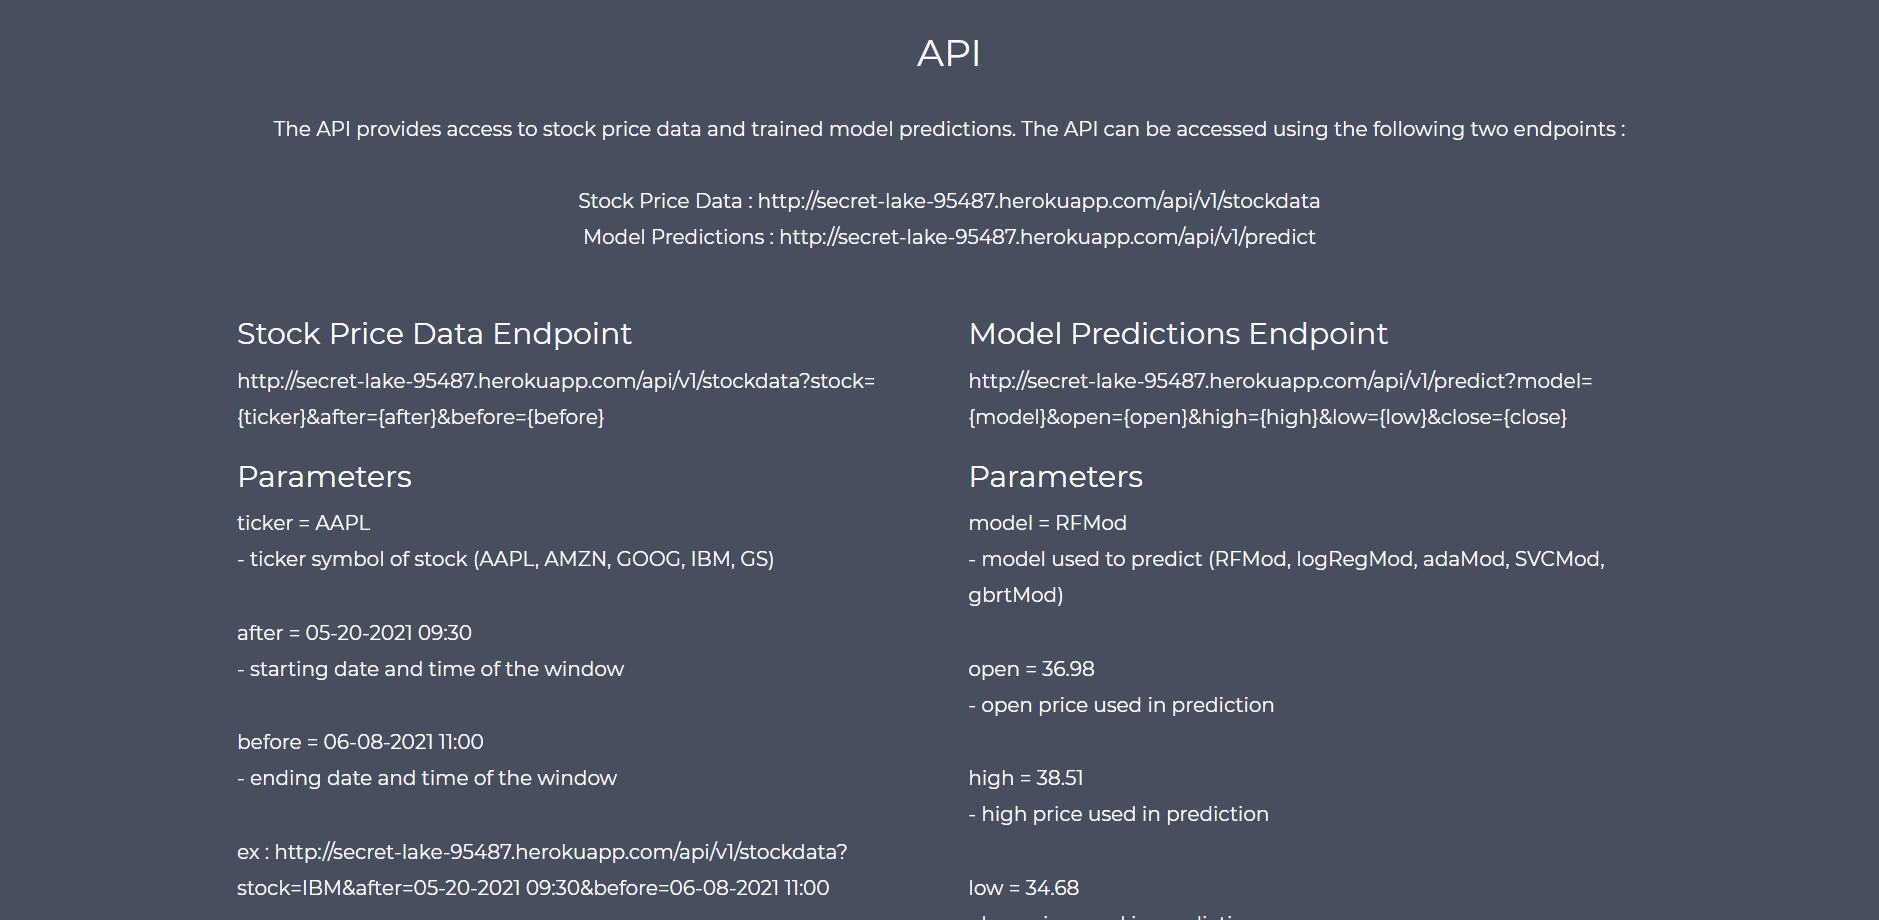 API
The API provides access to stock price data and trained model predictions. The API can be accessed using the following two endpoints :
Stock Price Data : http://secret-lake-95487.herokuapp.com/api/v1/stockdata
Model Predictions : http://secret-lake-95487.herokuapp.com/api/v1/predict
Stock Price Data Endpoint
http://secret-lake-95487.herokuapp.com/api/v1/stockdata?stock=
{ticker}&after={after}&before={before}
Parameters
ticker = AAPL
- ticker symbol of stock (AAPL, AMZN, GOOG, IBM, GS)
after = 05-20-2021 09:30
- starting date and time of the window
before = 06-08-2021 11:00
- ending date and time of the window
ex : http://secret-lake-95487.herokuapp.com/api/v1/stockdata?
stock=IBM&after=05-20-2021 09:30&before=06-08-2021 11:00
Model Predictions Endpoint
http://secret-lake-95487.herokuapp.com/api/v1/predict?model=
{model}&open={open}&high={high}&low={low}&close={close}
Parameters
model = RFMod
- model used to predict (RFMod, logRegMod, adaMod, SVCMod,
gbrtMod)
open = 36.98
- open price used in prediction
high = 38.51
- high price used in prediction
low = 34.68